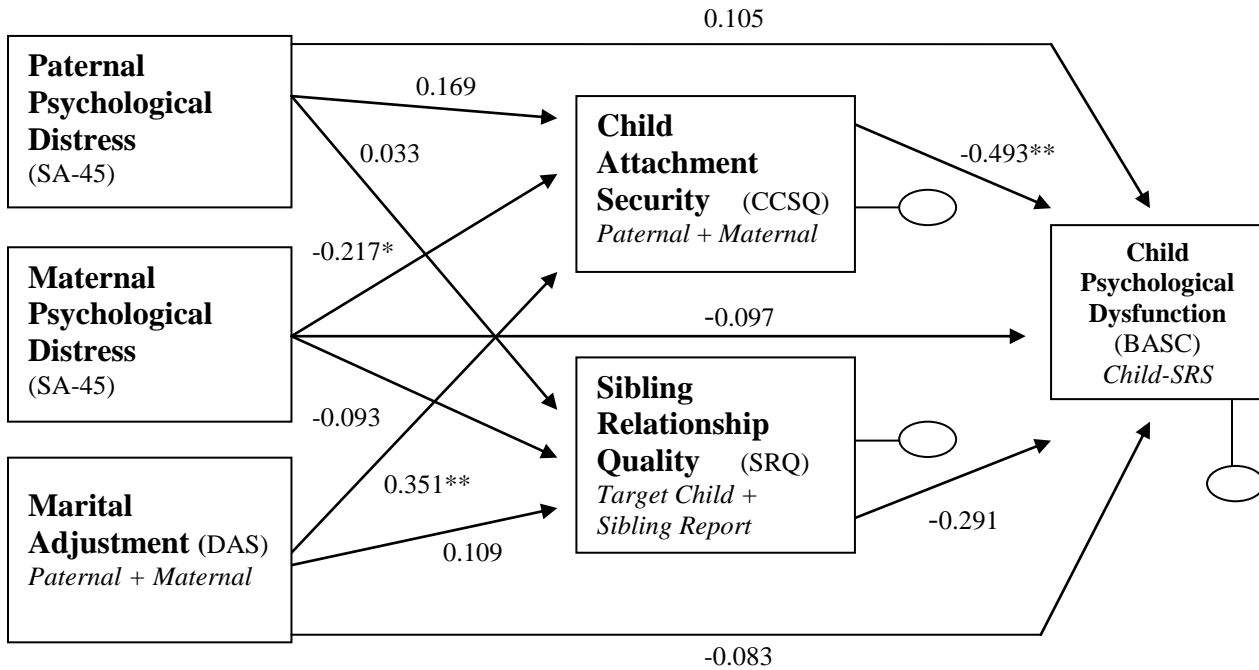 0.105
Paternal
Psychological
Distress
(SA-45)
0.169
0.033
Child
Attachment
Security (CCSQ)
Paternal + Maternal
-0.493**
Maternal
Psychological
Distress
(SA-45)
-0.217*
-0.097
-0.093
Child
Psychological
Dysfunction
(BASC)
Child-SRS
Sibling
Relationship
Quality (SRQ)
Target Child +
Sibling Report
Marital
Adjustment (DAS)
Paternal + Maternal
0.351**
0.109
-0.291
-0.083